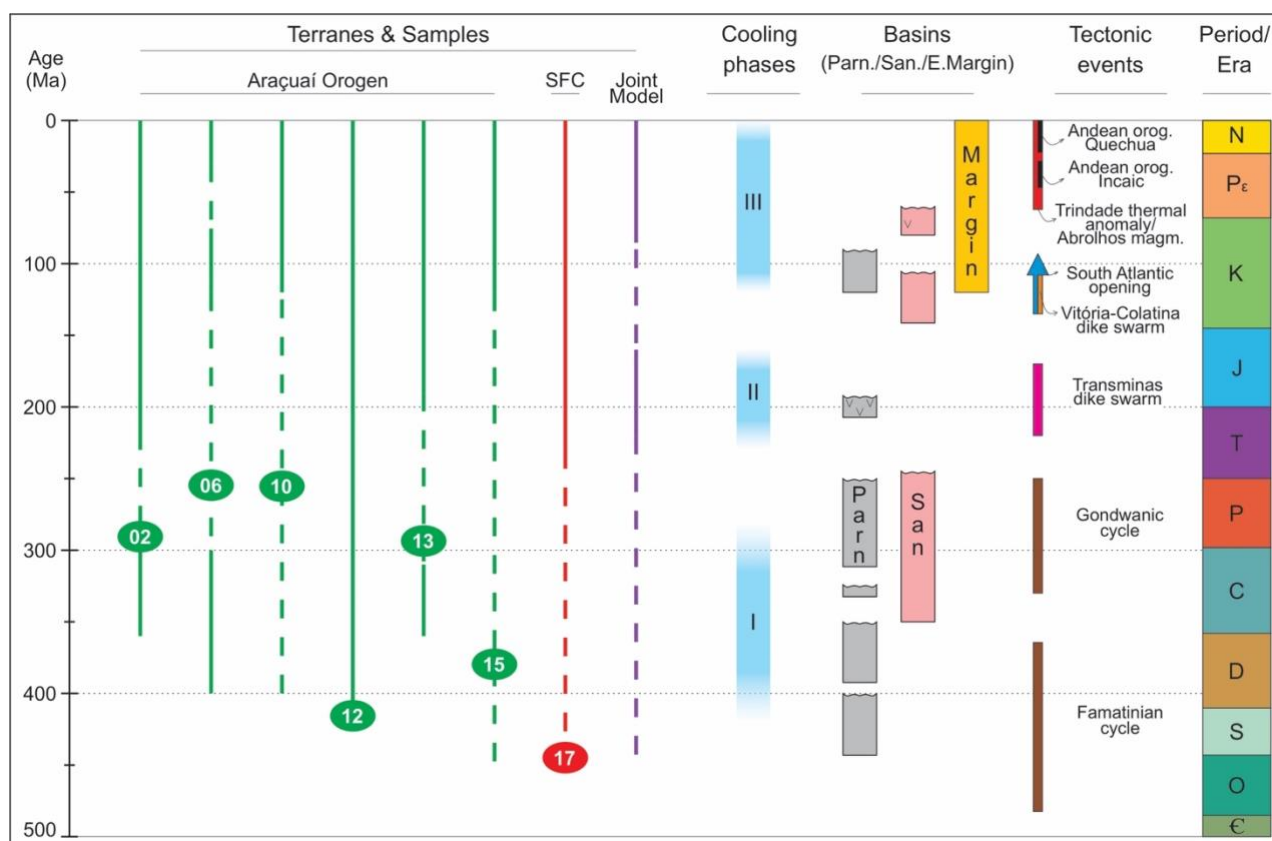 Terranes & Samples
Cooling
phases
Basins
(Parn./San./E.Margin)
Tectonic
events
Period/
Era
Age
(Ma)
Araçuaí Orogen
SFC
Joint
Model
0
100
200
300
400
500
02
06
10
12
13
15
17
III
II
I
Parn
San
Margin
v
v v
v
Andean orog.
Quechua
Andean orog.
Incaic
Trindade thermal
anomaly/
Abrolhos magm.
South Atlantic
opening
Vitória-Colatina
dike swarm
Transminas
dike swarm
Gondwanic
cycle
Famatinian
cycle
N
Pε
K
J
T
P
C
D
S
O
Є